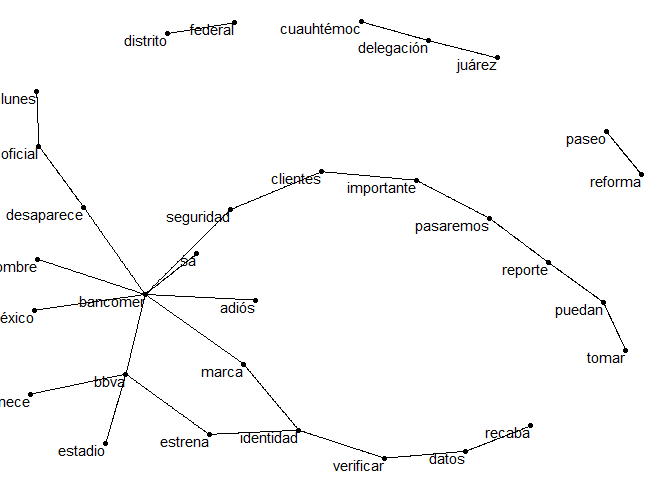 federal
distrito
cuauhtémoc
delegación
juárez
lunes
paseo
oficial
clientes
reforma
importante
desaparece
seguridad
pasaremos
sa
ombre
reporte
bancomer
adiós
éxico
puedan
tomar
marca
bbva
nece
estadio
estrena
identidad
recaba
verificar
datos